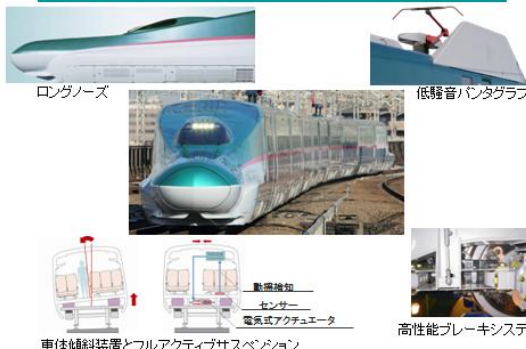 ロングノーズ
低騒音パンタグラフ
動揺検知
センサー
電気式アクチュエータ
車体傾斜装置とフルアクティブサスペンション
高性能ブレーキシステ